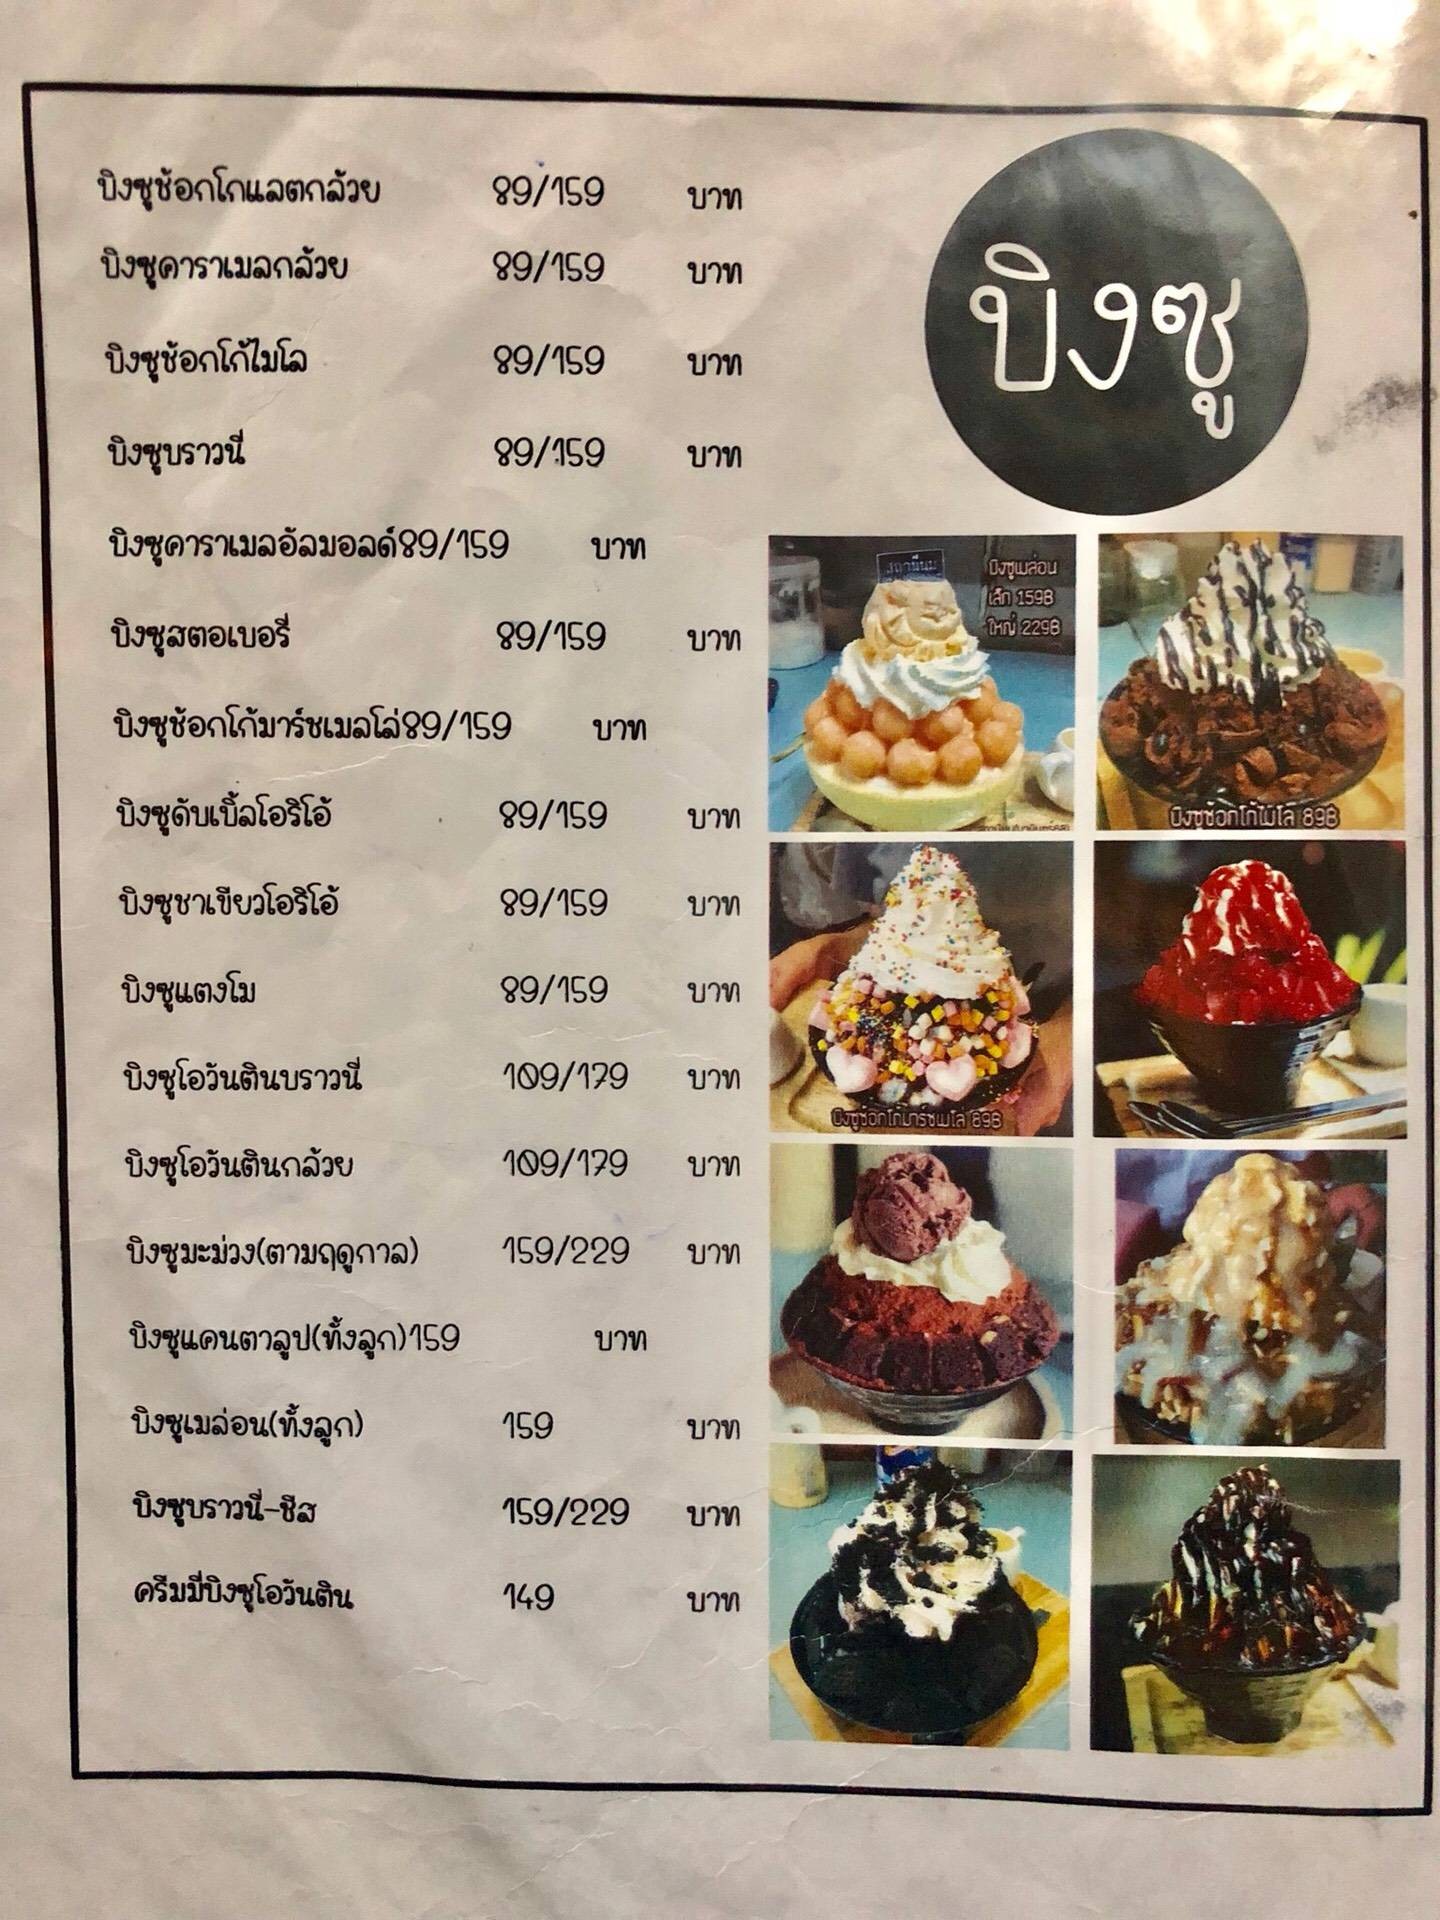 บิงซู
บิงซูช้อกโกแลตกล้วย 89/159 บาท
บิงซูคาราเมลกล้วย 89/159 บาท
บิงซูช้อกโก้ไมโล 89/159 บาท
บิงซูบราวนี่ 89/159 บาท
บิงซูคาราเมลอัลมอลด์89/159 บาท
บิงซูสตอเบอรี่ 89/159 บาท
บิงซูช้อกโก้มาร์ชเมลโล่89/159 บาท
บิงซูดับเบิ้ลโอริโอ้ 89/159 บาท
บิงซูชาเขียวโอริโอ้ 89/159 บาท
บิงซูแตงโม 89/159 บาท
บิงซูโอวันตินบราวนี่ 109/179 บาท
บิงซูโอวันตินกล้วย 109/179 บาท
บิงซูมะม่วง(ตามฤดูกาล) 159/229 บาท
บิงซูแคนตาลูป(ทั้งลูก)159 บาท
บิงซูเมล่อน(ทั้งลูก) 159 บาท
บิงซูบราวนี่-ชีส 159/229 บาท
ครีมมี่บิงซูโอวันติน 149 บาท
สถานีนม
บิงซูเมล่อน
เล็ก 159฿
ใหญ่ 229฿
บิงซูช้อกโก้ไมโล 89฿
บิงซูช้อกโก้มาร์ชเมโล่ 89฿